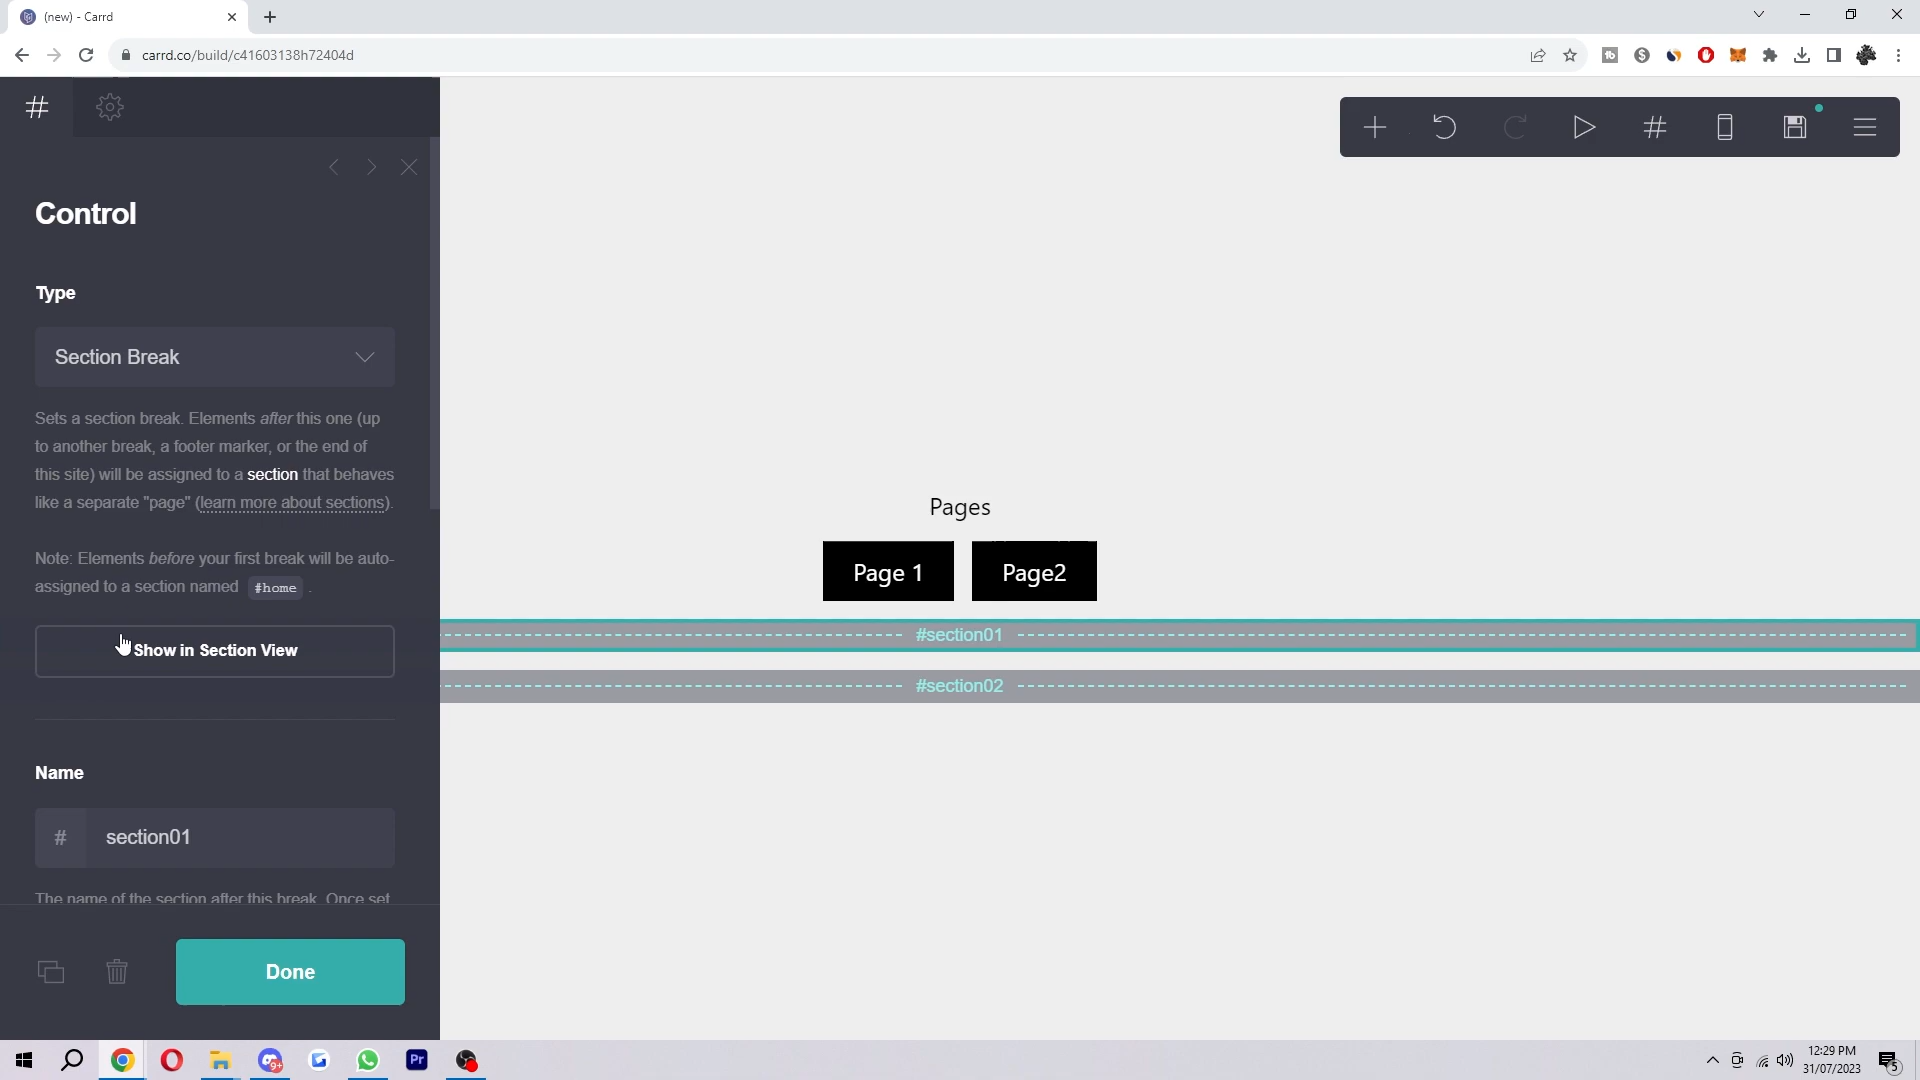 (new) - Carrd
carrd.co/build/c41603138h72404d
Control
Type
Section Break
Sets a section break. Elements after this one (up
to another break, a footer marker, or the end of
this site) will be assigned to a section that behaves
like a separate "page" (learn more about sections).
Note: Elements before your first break will be auto-
assigned to a section named #home .
Show in Section View
Name
# section01
The name of the section after this break. Once set
Done
Pages
Page 1
Page2
#section01
#section02
9+
Pr
12:29 PM
31/07/2023
5